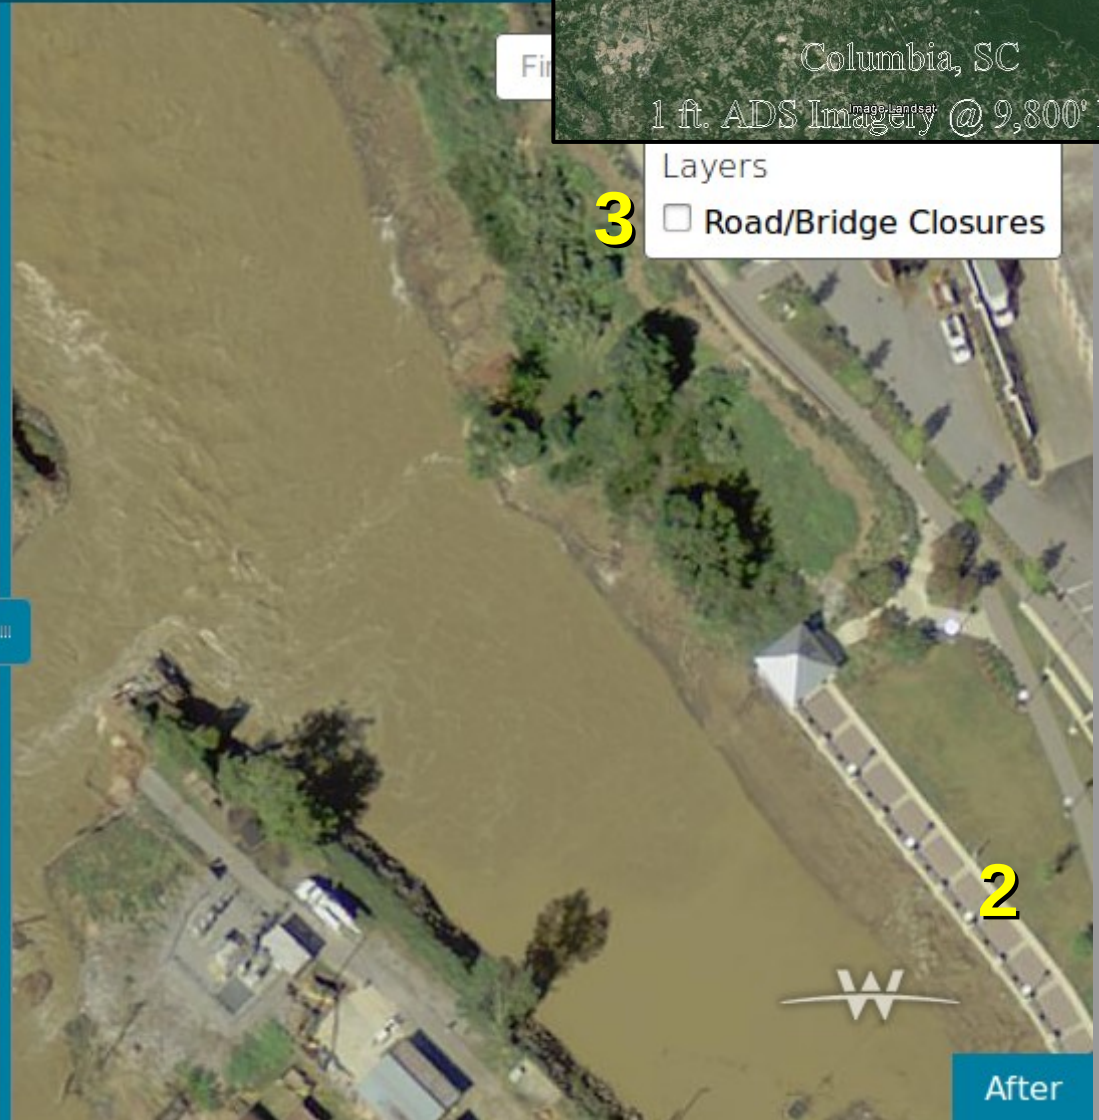 Columbia, SC
Image Landsat
1 ft. ADS Imagery @ 9,800'
Layers
3
Road/Bridge Closures
2
W
After